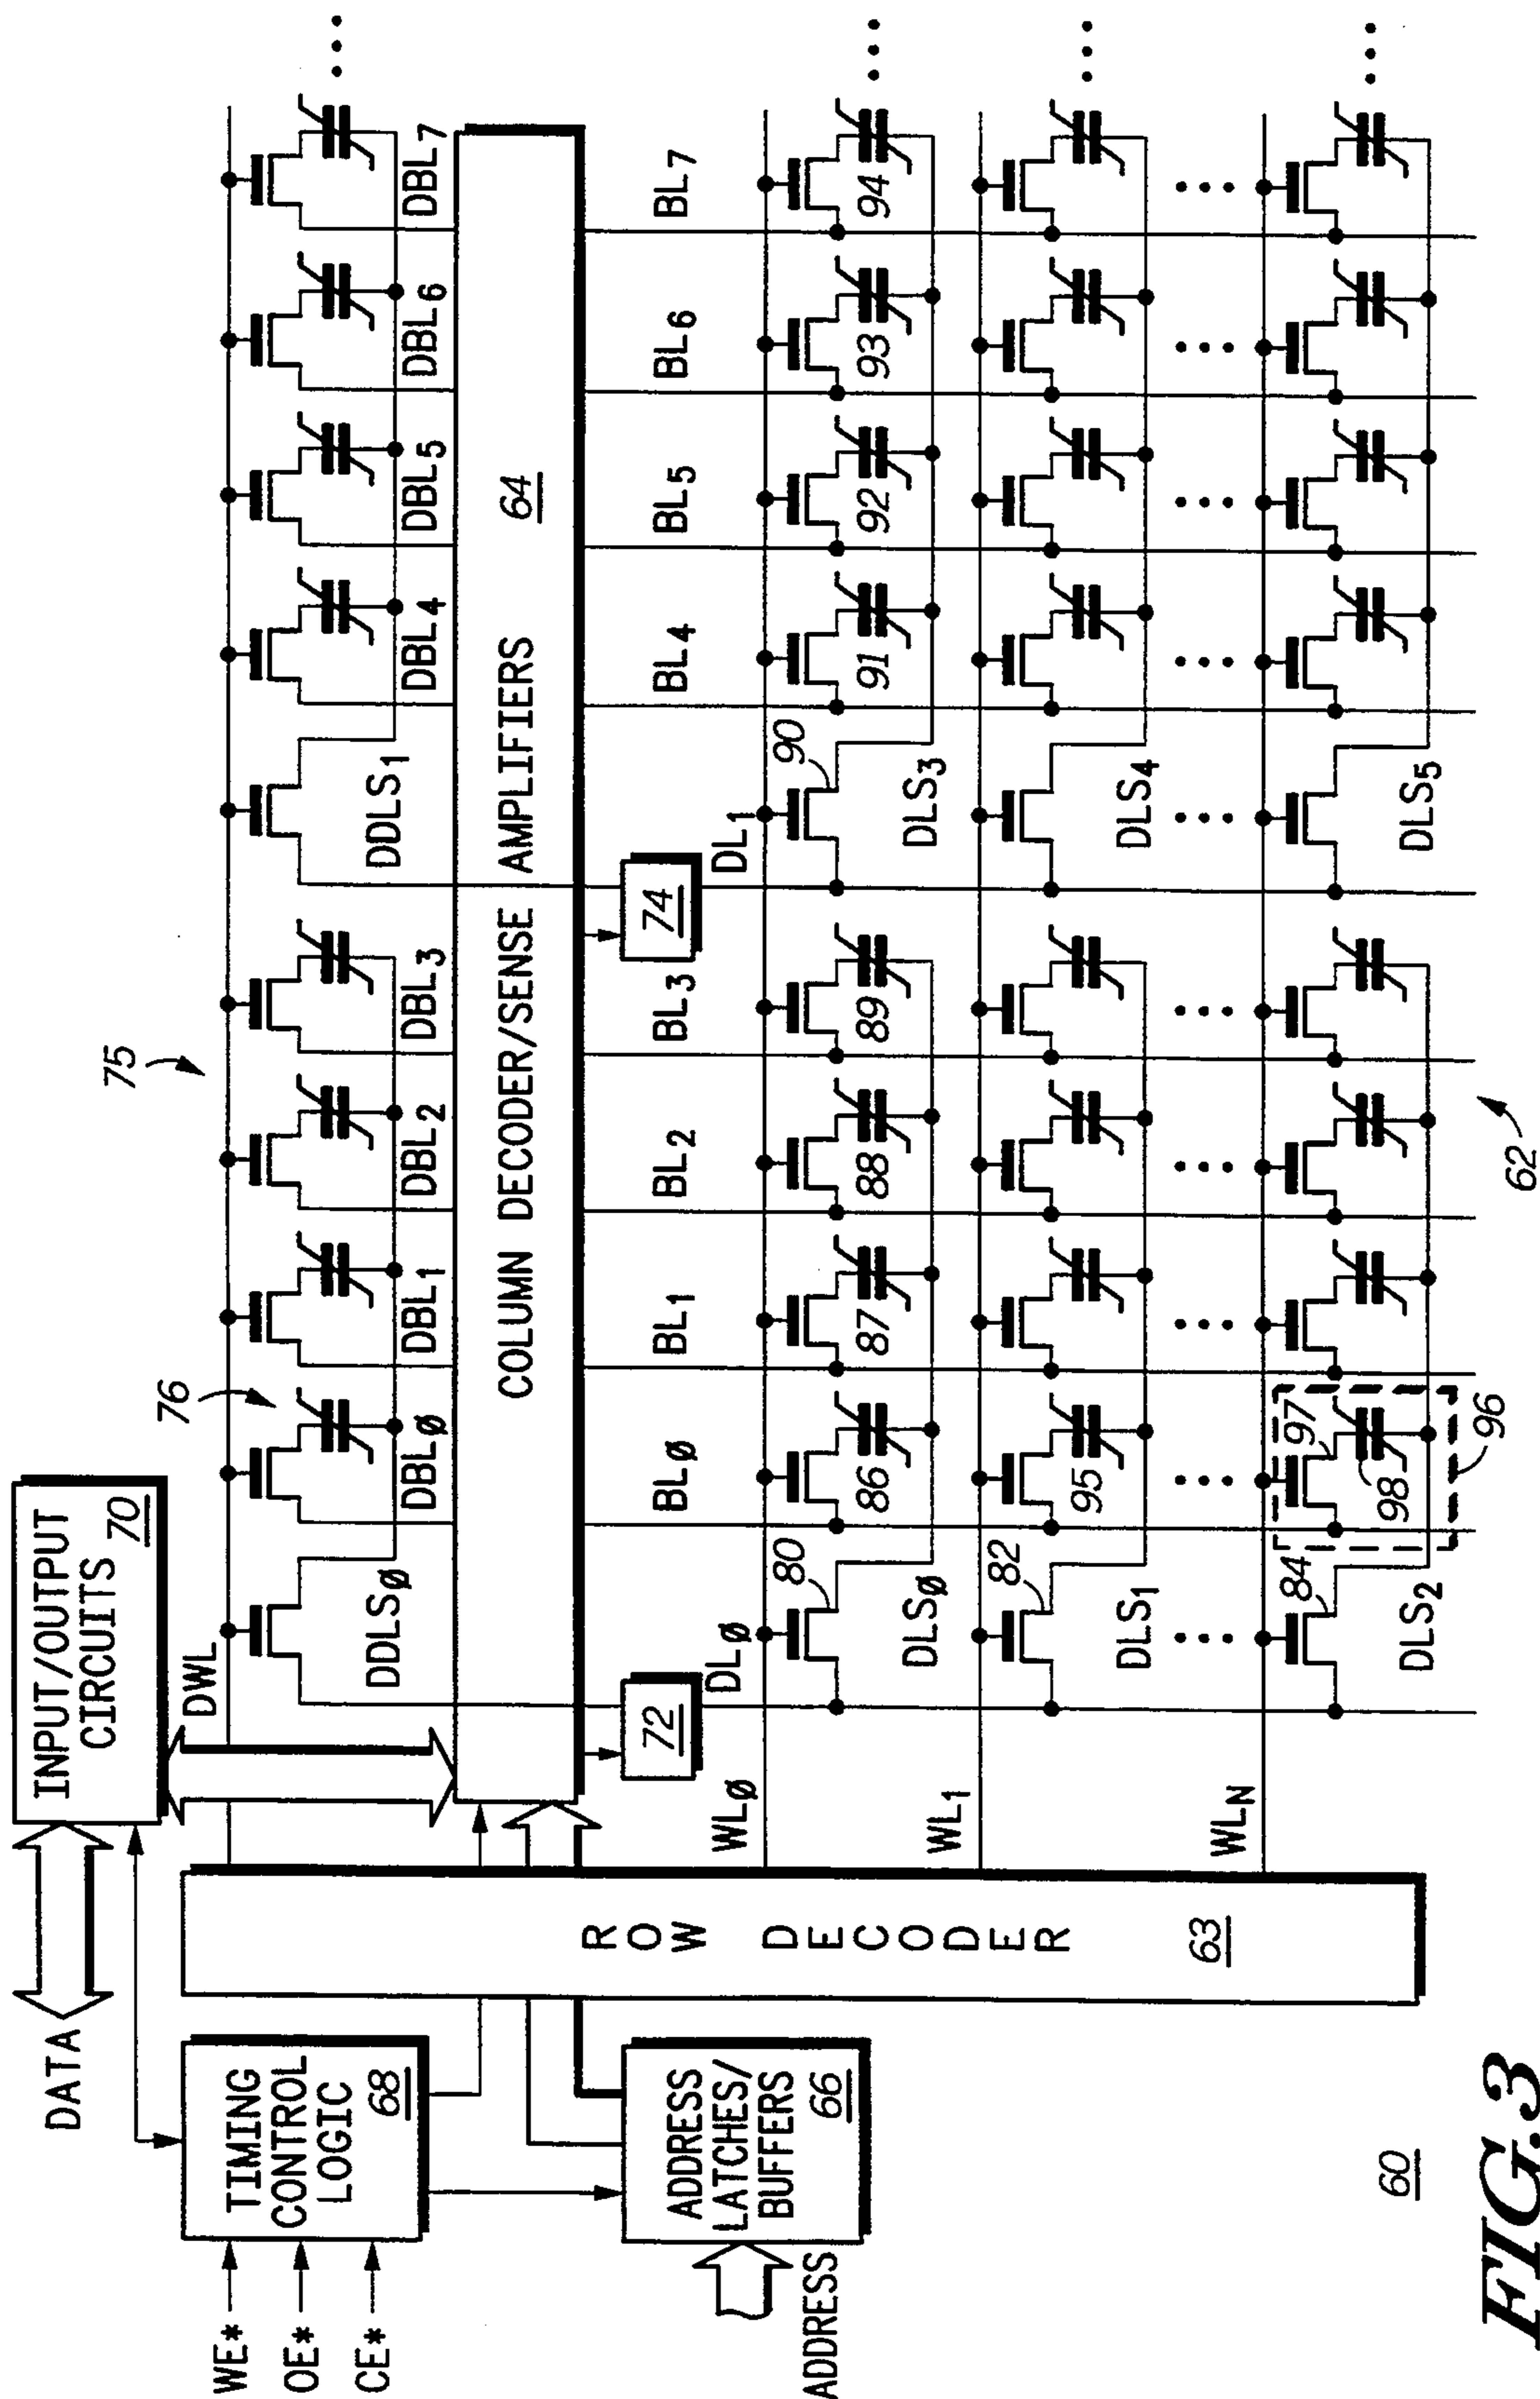 DATA
INPUT/OUTPUT
CIRCUITS
70
WE*
OE*
CE*
TIMING
CONTROL
LOGIC
68
ADDRESS
ADDRESS
LATCHES/
BUFFERS
66
ROW DECODER
63
DWL
75
76
DDLSØ
DBLØ
DBL1
DBL2
DBL3
DDLS1
DBL4
DBL5
DBL6
DBL7
COLUMN DECODER/SENSE AMPLIFIERS
64
72
74
DLØ
BLØ
BL1
BL2
BL3
DL1
BL4
BL5
BL6
BL7
WLØ
80
86
87
88
89
90
91
92
93
94
DLSØ
DLS3
WL1
82
95
DLS1
DLS4
WLN
84
97
98
96
DLS2
DLS5
62
60
FIG.3